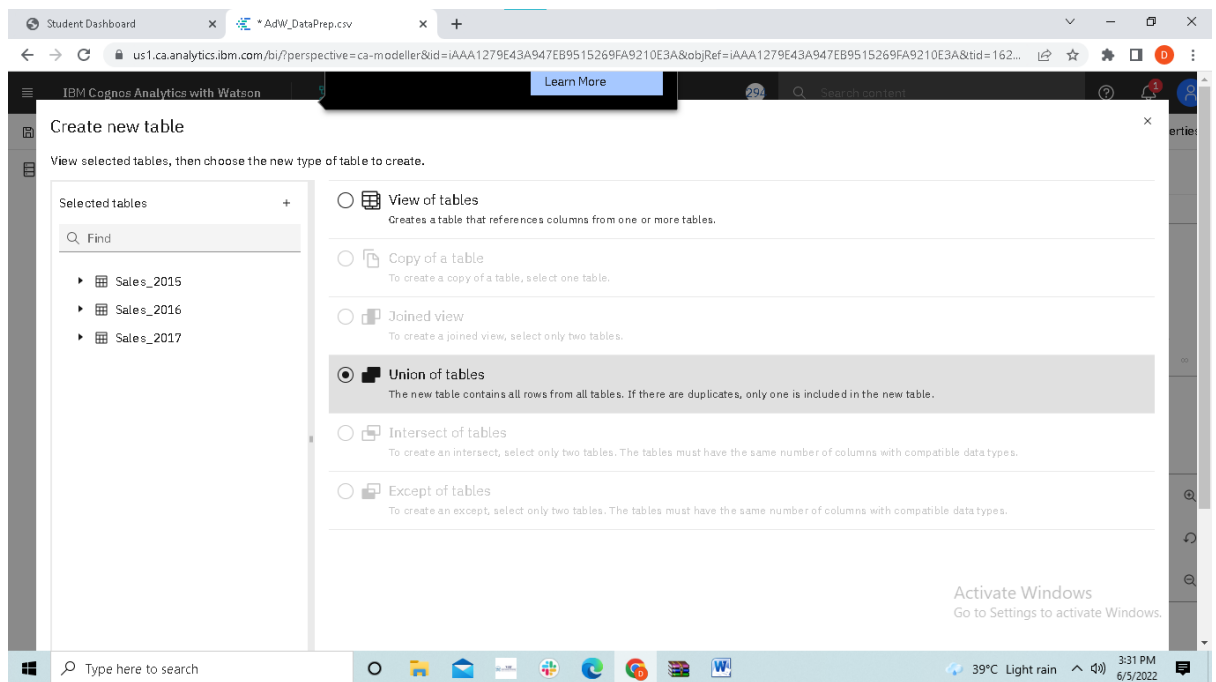 Student Dashboard
* AdW_DataPrep.csv
us1.ca.analytics.ibm.com/bi/?perspective=ca-modeller&id=iAAA1279E43A947EB9515269FA9210E3A&objRef=iAAA1279E43A947EB9515269FA9210E3A&tid=162...
D
Learn More
IBM Cognos Analytics with Watson
294
Search content
1
Create new table
erties
View selected tables, then choose the new type of table to create.
Selected tables
Find
Sales_2015
Sales_2016
Sales_2017
View of tables
Creates a table that references columns from one or more tables.
Copy of a table
To create a copy of a table, select one table.
Joined view
To create a joined view, select only two tables.
Union of tables
The new table contains all rows from all tables. If there are duplicates, only one is included in the new table.
Intersect of tables
To create an intersect, select only two tables. The tables must have the same number of columns with compatible data types.
Except of tables
To create an except, select only two tables. The tables must have the same number of columns with compatible data types.
Activate Windows
Go to Settings to activate Windows.
Type here to search
W
39°C Light rain
3:31 PM
6/5/2022